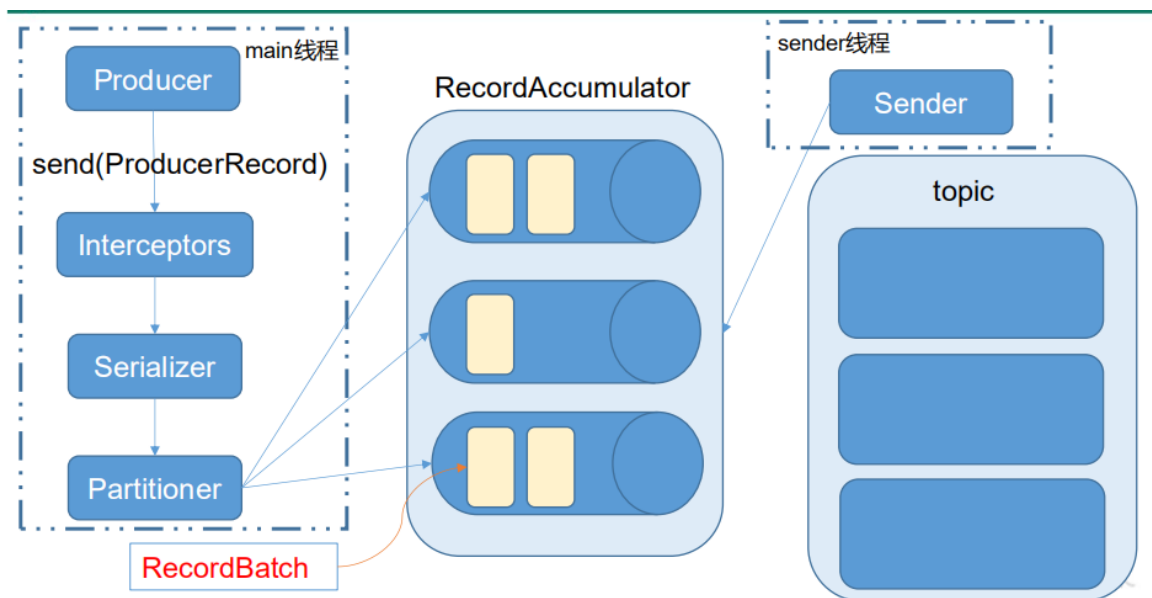 Producer
main线程
send(ProducerRecord)
Interceptors
Serializer
Partitioner
RecordBatch
RecordAccumulator
sender线程
Sender
topic